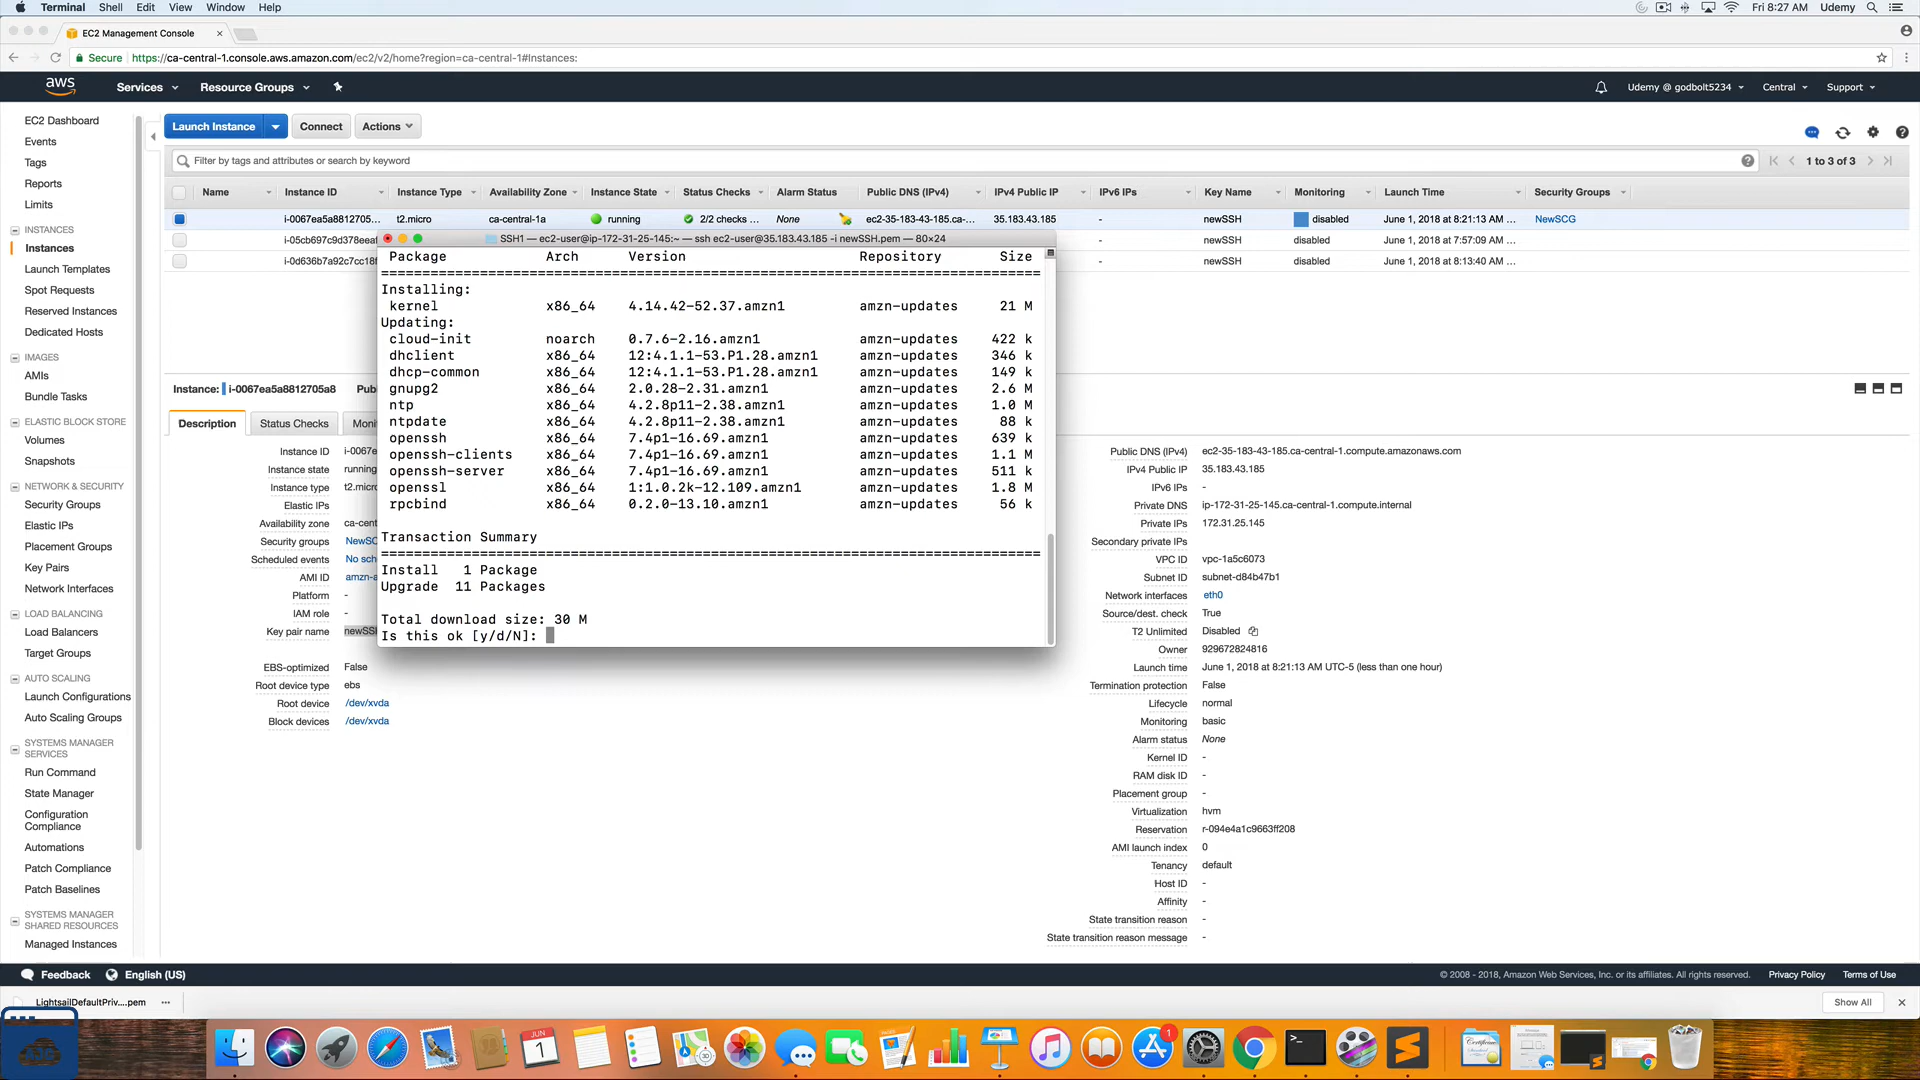 Terminal Shell Edit View Window Help Fri 8:27 AM Udemy
EC2 Management Console
Secure https://ca-central-1.console.aws.amazon.com/ec2/v2/home?region=ca-central-1#Instances:
aws Services Resource Groups Udemy @ godbolt5234 Central Support
EC2 Dashboard
Events
Tags
Reports
Limits
INSTANCES
Instances
Launch Templates
Spot Requests
Reserved Instances
Dedicated Hosts
IMAGES
AMIs
Bundle Tasks
ELASTIC BLOCK STORE
Volumes
Snapshots
NETWORK & SECURITY
Security Groups
Elastic IPs
Placement Groups
Key Pairs
Network Interfaces
LOAD BALANCING
Load Balancers
Target Groups
AUTO SCALING
Launch Configurations
Auto Scaling Groups
SYSTEMS MANAGER
SERVICES
Run Command
State Manager
Configuration
Compliance
Automations
Patch Compliance
Patch Baselines
SYSTEMS MANAGER
SHARED RESOURCES
Managed Instances
Launch Instance Connect Actions
Filter by tags and attributes or search by keyword 1 to 3 of 3
Name Instance ID Instance Type Availability Zone Instance State Status Checks Alarm Status Public DNS (IPv4) IPv4 Public IP IPv6 IPs Key Name Monitoring Launch Time Security Groups
i-0067ea5a8812705... t2.micro ca-central-1a running 2/2 checks ... None ec2-35-183-43-185.ca-... 35.183.43.185 - newSSH disabled June 1, 2018 at 8:21:13 AM ... NewSCG
i-05cb697c9d378eeaf - newSSH disabled June 1, 2018 at 7:57:09 AM ...
i-0d636b7a92c7cc18f - newSSH disabled June 1, 2018 at 8:13:40 AM ...
SSH1 — ec2-user@ip-172-31-25-145:~ — ssh ec2-user@35.183.43.185 -i newSSH.pem — 80×24
Package Arch Version Repository Size
================================================================================
Installing:
kernel x86_64 4.14.42-52.37.amzn1 amzn-updates 21 M
Updating:
cloud-init noarch 0.7.6-2.16.amzn1 amzn-updates 422 k
dhclient x86_64 12:4.1.1-53.P1.28.amzn1 amzn-updates 346 k
dhcp-common x86_64 12:4.1.1-53.P1.28.amzn1 amzn-updates 149 k
gnupg2 x86_64 2.0.28-2.31.amzn1 amzn-updates 2.6 M
ntp x86_64 4.2.8p11-2.38.amzn1 amzn-updates 1.0 M
ntpdate x86_64 4.2.8p11-2.38.amzn1 amzn-updates 88 k
openssh x86_64 7.4p1-16.69.amzn1 amzn-updates 639 k
openssh-clients x86_64 7.4p1-16.69.amzn1 amzn-updates 1.1 M
openssh-server x86_64 7.4p1-16.69.amzn1 amzn-updates 511 k
openssl x86_64 1:1.0.2k-12.109.amzn1 amzn-updates 1.8 M
rpcbind x86_64 0.2.0-13.10.amzn1 amzn-updates 56 k
Transaction Summary
================================================================================
Install 1 Package
Upgrade 11 Packages
Total download size: 30 M
Is this ok [y/d/N]:
Instance: i-0067ea5a8812705a8 Pub
Description Status Checks Moni
Instance ID i-0067e
Instance state running
Instance type t2.micro
Elastic IPs
Availability zone ca-cent
Security groups NewSC
Scheduled events No sch
AMI ID amzn-a
Platform -
IAM role -
Key pair name newSSH
EBS-optimized False
Root device type ebs
Root device /dev/xvda
Block devices /dev/xvda
Public DNS (IPv4) ec2-35-183-43-185.ca-central-1.compute.amazonaws.com
IPv4 Public IP 35.183.43.185
IPv6 IPs -
Private DNS ip-172-31-25-145.ca-central-1.compute.internal
Private IPs 172.31.25.145
Secondary private IPs
VPC ID vpc-1a5c6073
Subnet ID subnet-d84b47b1
Network interfaces eth0
Source/dest. check True
T2 Unlimited Disabled
Owner 929672824816
Launch time June 1, 2018 at 8:21:13 AM UTC-5 (less than one hour)
Termination protection False
Lifecycle normal
Monitoring basic
Alarm status None
Kernel ID -
RAM disk ID -
Placement group -
Virtualization hvm
Reservation r-094e4a1c9663ff208
AMI launch index 0
Tenancy default
Host ID -
Affinity -
State transition reason -
State transition reason message -
Feedback English (US) © 2008 - 2018, Amazon Web Services, Inc. or its affiliates. All rights reserved. Privacy Policy Terms of Use
LightsailDefaultPriv....pem Show All
JUN
1
1